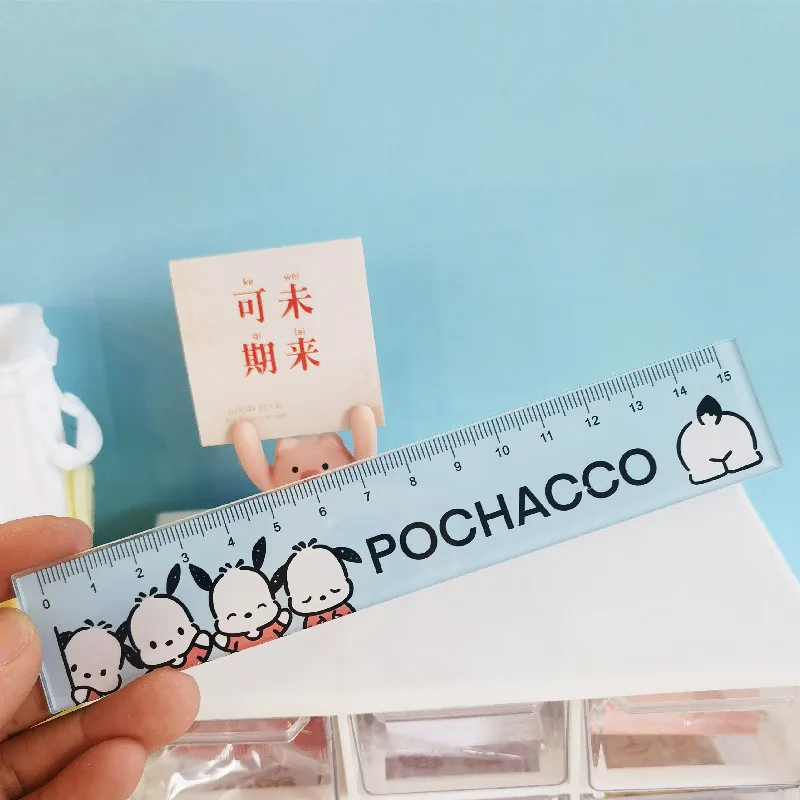 ke wei
可未
qi lai
期来
0 1 2 3 4 5 6 7 8 9 10 11 12 13 14 15
POCHACCO